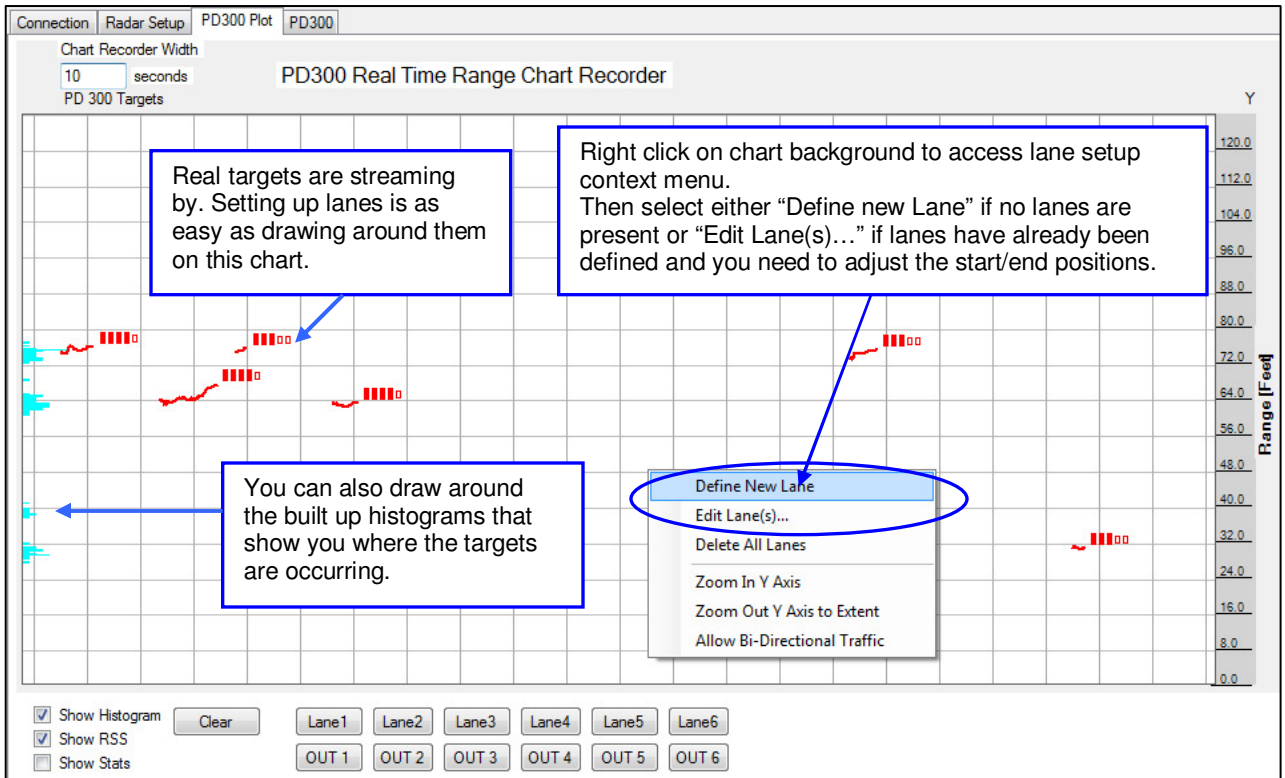 Connection Radar Setup PD300 Plot PD300
Chart Recorder Width
10 seconds
PD300 Real Time Range Chart Recorder
PD 300 Targets
Y
Real targets are streaming
by. Setting up lanes is as
easy as drawing around them
on this chart.
Right click on chart background to access lane setup
context menu.
Then select either “Define new Lane” if no lanes are
present or “Edit Lane(s)…” if lanes have already been
defined and you need to adjust the start/end positions.
120.0
112.0
104.0
96.0
88.0
80.0
72.0
64.0
56.0
48.0
40.0
32.0
24.0
16.0
8.0
0.0
Range [Feet]
You can also draw around
the built up histograms that
show you where the targets
are occurring.
Define New Lane
Edit Lane(s)...
Delete All Lanes
Zoom In Y Axis
Zoom Out Y Axis to Extent
Allow Bi-Directional Traffic
Show Histogram Clear Lane1 Lane2 Lane3 Lane4 Lane5 Lane6
Show RSS
Show Stats OUT 1 OUT 2 OUT 3 OUT 4 OUT 5 OUT 6